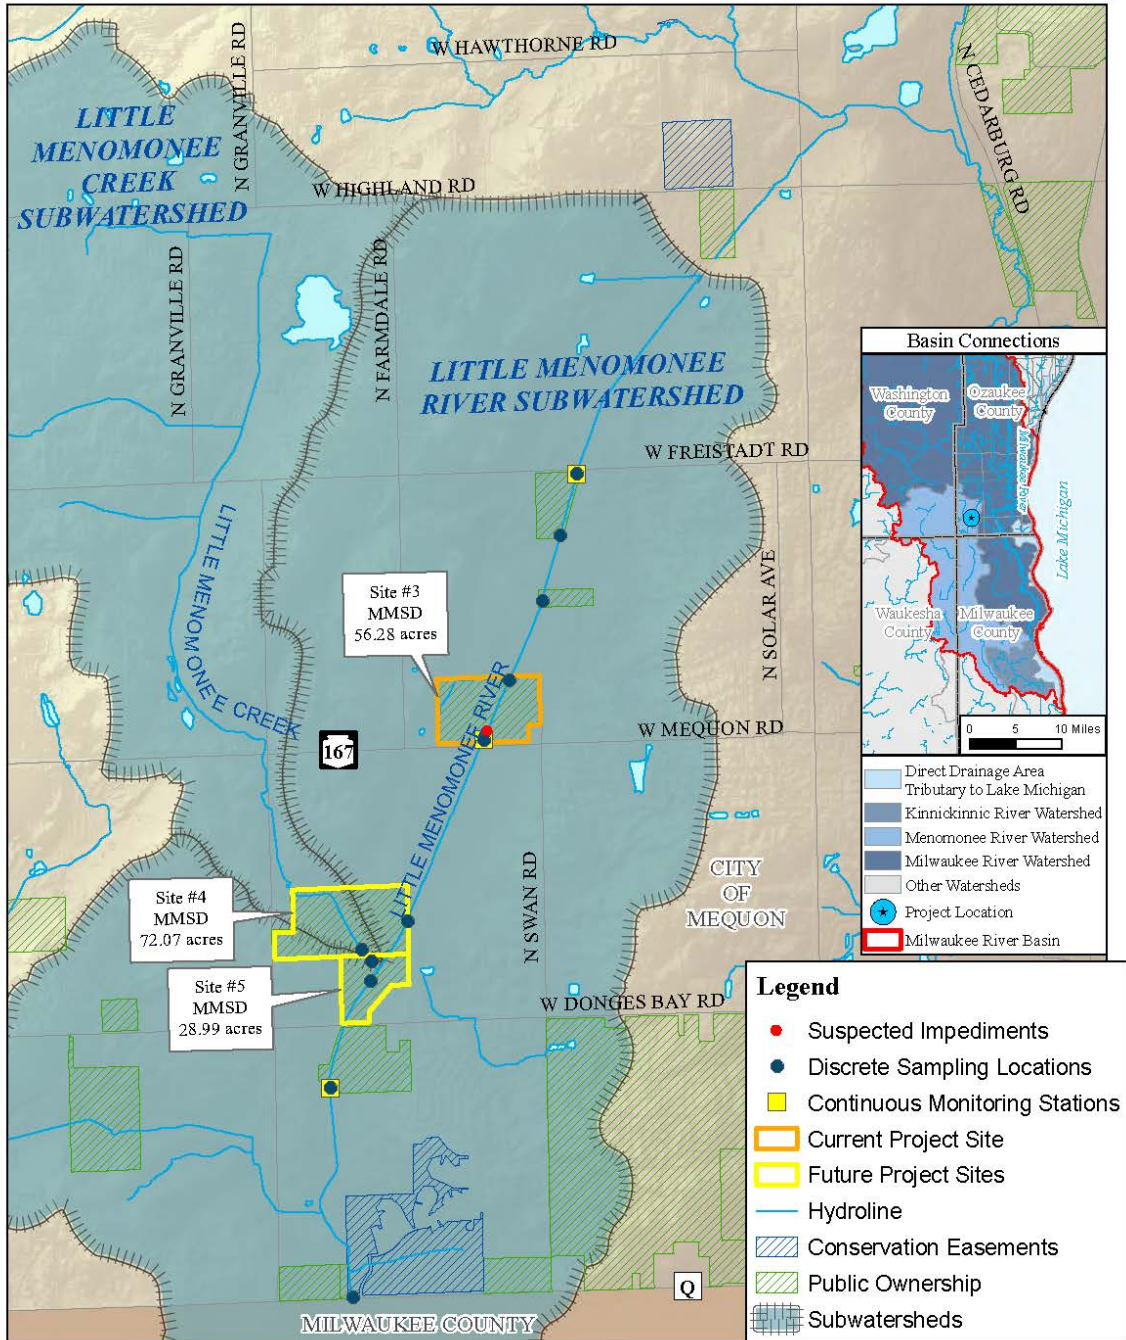 W HAWTHORNE RD
N GRANVILLE RD
N CEDARBURG RD
LITTLE
MENOMONEE
CREEK
SUBWATERSHED
W HIGHLAND RD
N GRANVILLE RD
N FARMDALE RD
LITTLE MENOMONEE
RIVER SUBWATERSHED
W FREISTADT RD
LITTLE MENOMONEE CREEK
N SOLAR AVE
Site #3
MMSD
56.28 acres
W MEQUON RD
167
LITTLE MENOMONEE RIVER
N SWAN RD
CITY
OF
MEQUON
Site #4
MMSD
72.07 acres
Site #5
MMSD
28.99 acres
W DONGES BAY RD
Q
MILWAUKEE COUNTY
Basin Connections
Washington
County
Ozaukee
County
Milwaukee River
Lake Michigan
Waukesha
County
Milwaukee
County
0 5 10 Miles
Direct Drainage Area
Tributary to Lake Michigan
Kinnickinnic River Watershed
Menomonee River Watershed
Milwaukee River Watershed
Other Watersheds
Project Location
Milwaukee River Basin
Legend
Suspected Impediments
Discrete Sampling Locations
Continuous Monitoring Stations
Current Project Site
Future Project Sites
Hydroline
Conservation Easements
Public Ownership
Subwatersheds